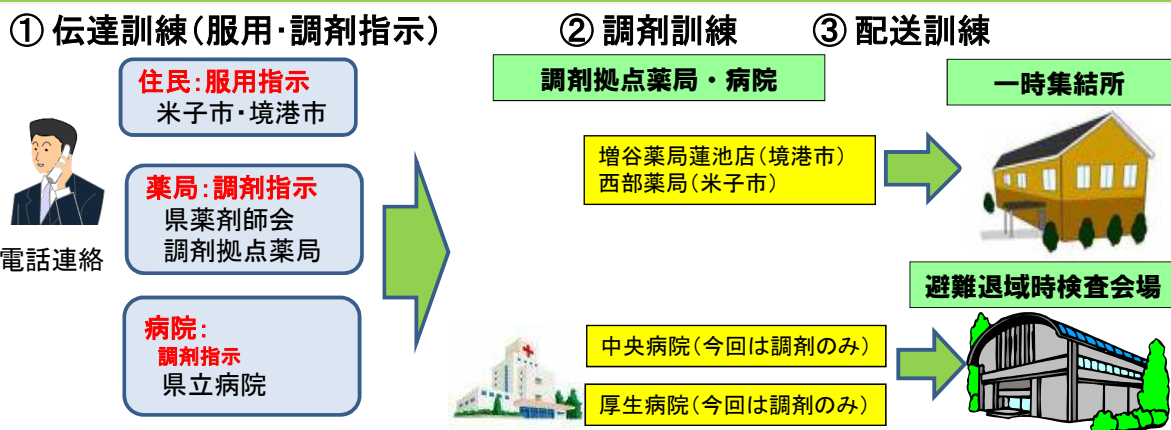 ① 伝達訓練(服用･調剤指示)
電話連絡
住民:服用指示
米子市･境港市
薬局:調剤指示
県薬剤師会
調剤拠点薬局
病院:
調剤指示
県立病院
② 調剤訓練
調剤拠点薬局・病院
増谷薬局蓮池店(境港市)
西部薬局(米子市)
中央病院(今回は調剤のみ)
厚生病院(今回は調剤のみ)
③ 配送訓練
一時集結所
避難退域時検査会場